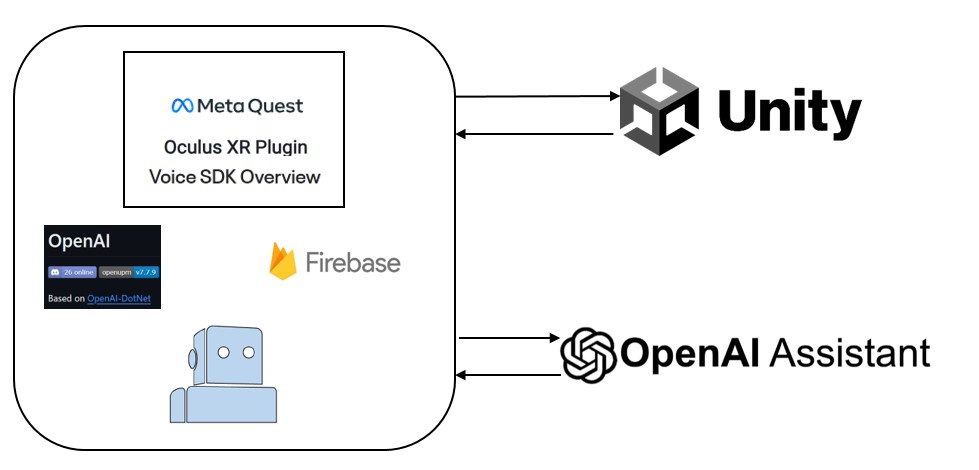 Meta Quest
Oculus XR Plugin
Voice SDK Overview
Unity
OpenAI
26 online openupm v7.7.9
Based on OpenAI-DotNet
Firebase
OpenAI Assistant